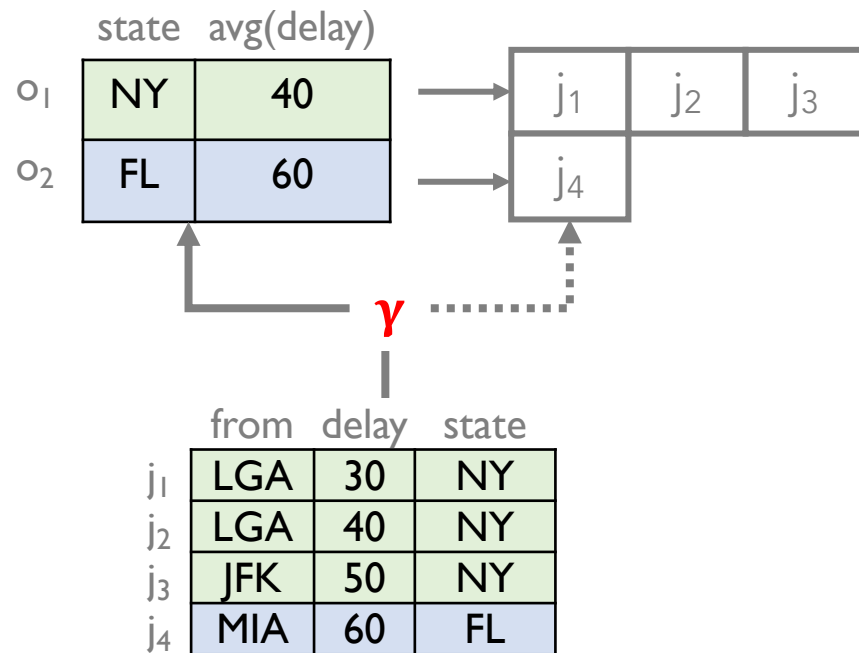 state avg(delay)
o1 NY 40 j1 j2 j3
o2 FL 60 j4
γ
from delay state
j1 LGA 30 NY
j2 LGA 40 NY
j3 JFK 50 NY
j4 MIA 60 FL